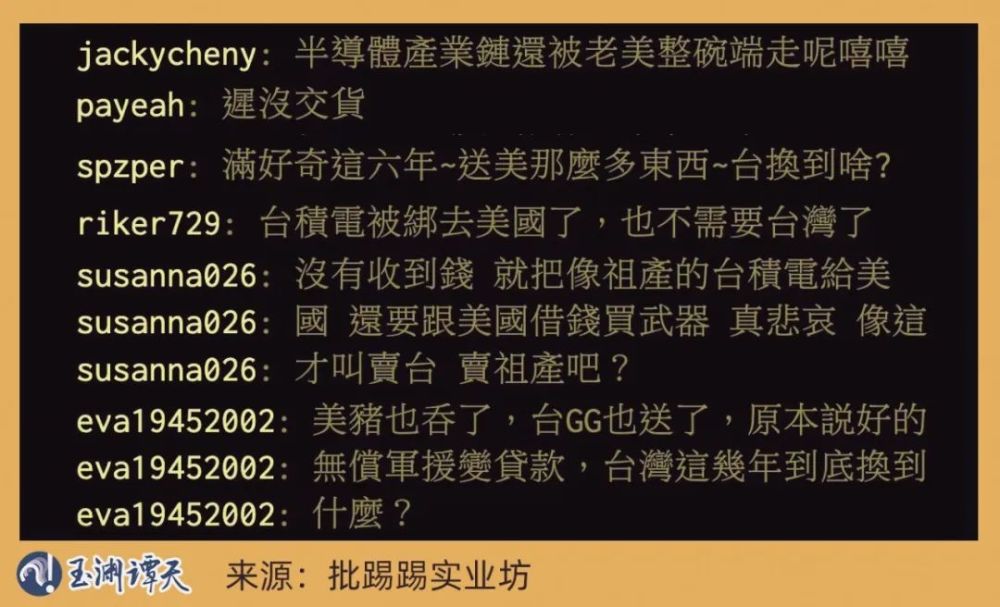 jackycheny: 半導體產業鏈還被老美整碗端走呢嘻嘻
payeah: 遲沒交貨
spzper: 滿好奇這六年~送美那麼多東西~台換到啥?
riker729: 台積電被綁去美國了，也不需要台灣了
susanna026: 沒有收到錢 就把像祖產的台積電給美
susanna026: 國 還要跟美國借錢買武器 真悲哀 像這
susanna026: 才叫賣台 賣祖產吧？
eva19452002: 美豬也吞了，台GG也送了，原本説好的
eva19452002: 無償軍援變貸款，台灣這幾年到底換到
eva19452002: 什麼？
玉渊谭天 来源：批踢踢实业坊